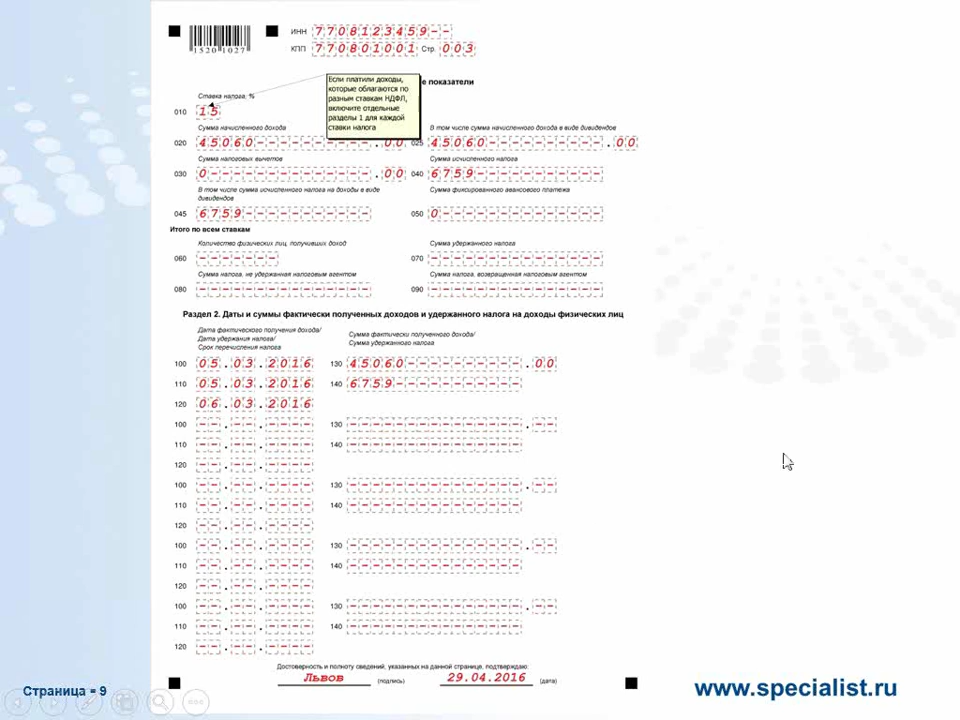 ИНН 7708123459--
1520 1027
КПП 770801001 Стр. 003
Если платили доходы, которые облагаются по разным ставкам НДФЛ, включите отдельные разделы 1 для каждой ставки налога
е показатели
Ставка налога, %
010 15
Сумма начисленного дохода В том числе сумма начисленного дохода в виде дивидендов
020 45060----------.00 025 45060----------.00
Сумма налоговых вычетов Сумма исчисленного налога
030 0--------------.00 040 6759-----------
В том числе сумма исчисленного налога на доходы в виде Сумма фиксированного авансового платежа
дивидендов
045 6759----------- 050 0--------------
Итого по всем ставкам
Количество физических лиц, получивших доход Сумма удержанного налога
060 ------- 070 ---------------
Сумма налога, не удержанная налоговым агентом Сумма налога, возвращенная налоговым агентом
080 --------------- 090 ---------------
Раздел 2. Даты и суммы фактически полученных доходов и удержанного налога на доходы физических лиц
Дата фактического получения дохода/ Сумма фактически полученного дохода/
Дата удержания налога/ Сумма удержанного налога
Срок перечисления налога
100 05.03.2016 130 45060----------.00
110 05.03.2016 140 6759-----------
120 06.03.2016
100 --.--.---- 130 ---------------.--
110 --.--.---- 140 ---------------
120 --.--.----
100 --.--.---- 130 ---------------.--
110 --.--.---- 140 ---------------
120 --.--.----
100 --.--.---- 130 ---------------.--
110 --.--.---- 140 ---------------
120 --.--.----
100 --.--.---- 130 ---------------.--
110 --.--.---- 140 ---------------
120 --.--.----
Достоверность и полноту сведений, указанных на данной странице, подтверждаю:
Львов (подпись) 29.04.2016 (дата)
Страница = 9
www.specialist.ru